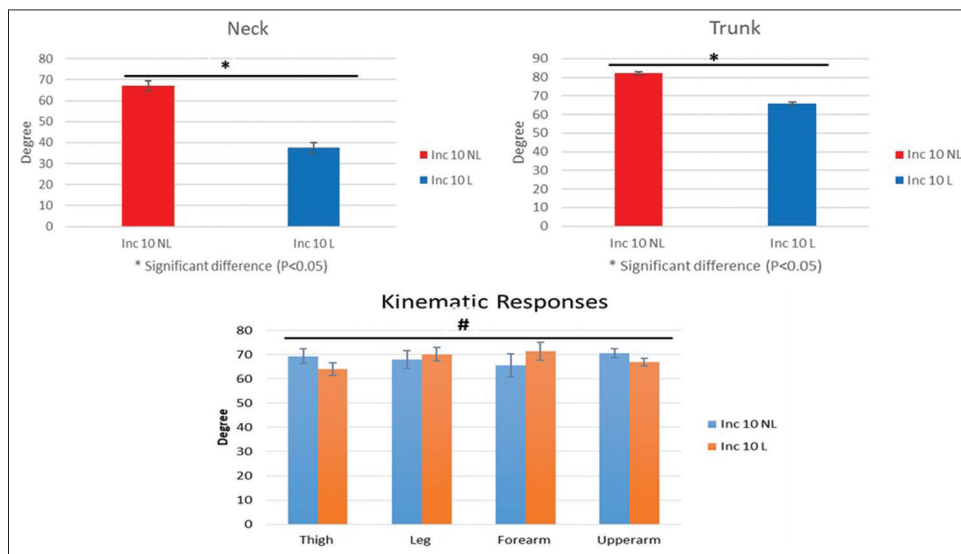 Neck
*
80
70
60
50
40
30
20
10
0
Degree
Inc 10 NL
Inc 10 L
Inc 10 NL
Inc 10 L
* Significant difference (P<0.05)
Trunk
*
90
80
70
60
50
40
30
20
10
0
Degree
Inc 10 NL
Inc 10 L
Inc 10 NL
Inc 10 L
* Significant difference (P<0.05)
Kinematic Responses
#
80
70
60
50
40
30
20
10
0
Degree
Inc 10 NL
Inc 10 L
Thigh Leg Forearm Upperarm